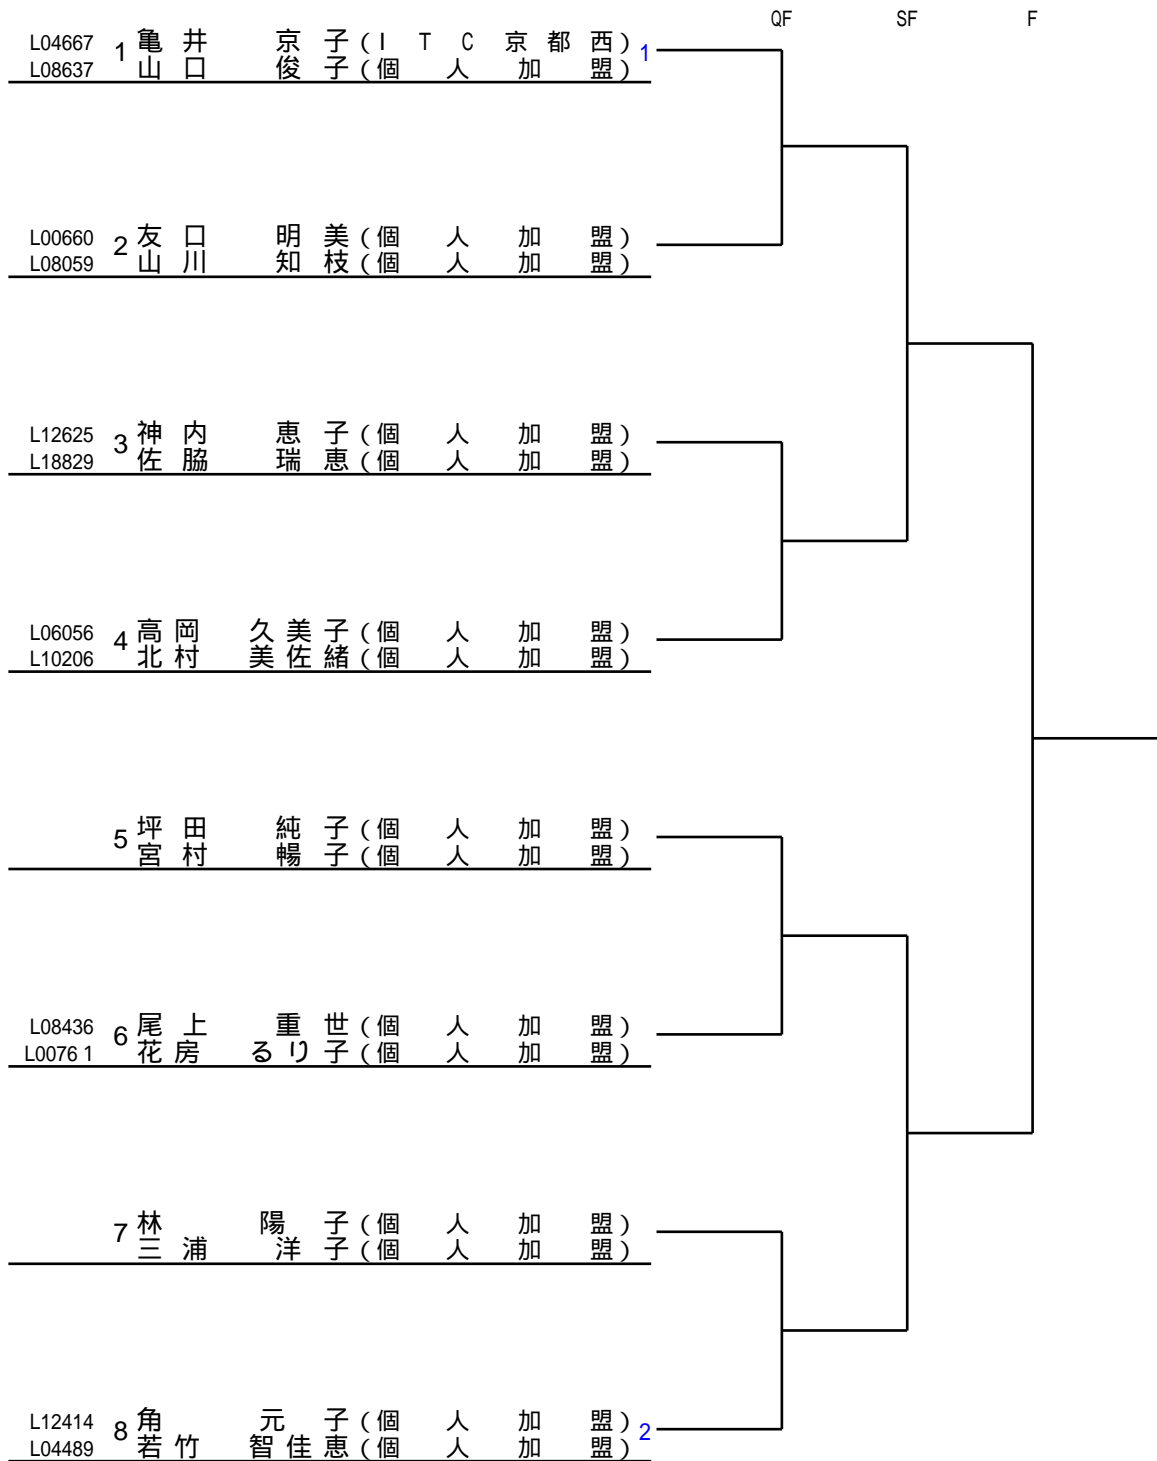 QF SF F
L04667 1 亀井 京子(ITC京都西) 1
L08637 山口 俊子(個人加盟)
L00660 2 友口 明美(個人加盟)
L08059 山川 知枝(個人加盟)
L12625 3 神内 恵子(個人加盟)
L18829 佐脇 瑞恵(個人加盟)
L06056 4 高岡 久美子(個人加盟)
L10206 北村 美佐緒(個人加盟)
5 坪田 純子(個人加盟)
宮村 暢子(個人加盟)
L08436 6 尾上 重世(個人加盟)
L0076 1 花房 るり子(個人加盟)
7 林 陽子(個人加盟)
三浦 洋子(個人加盟)
L12414 8 角 元子(個人加盟) 2
L04489 若竹 智佳恵(個人加盟)